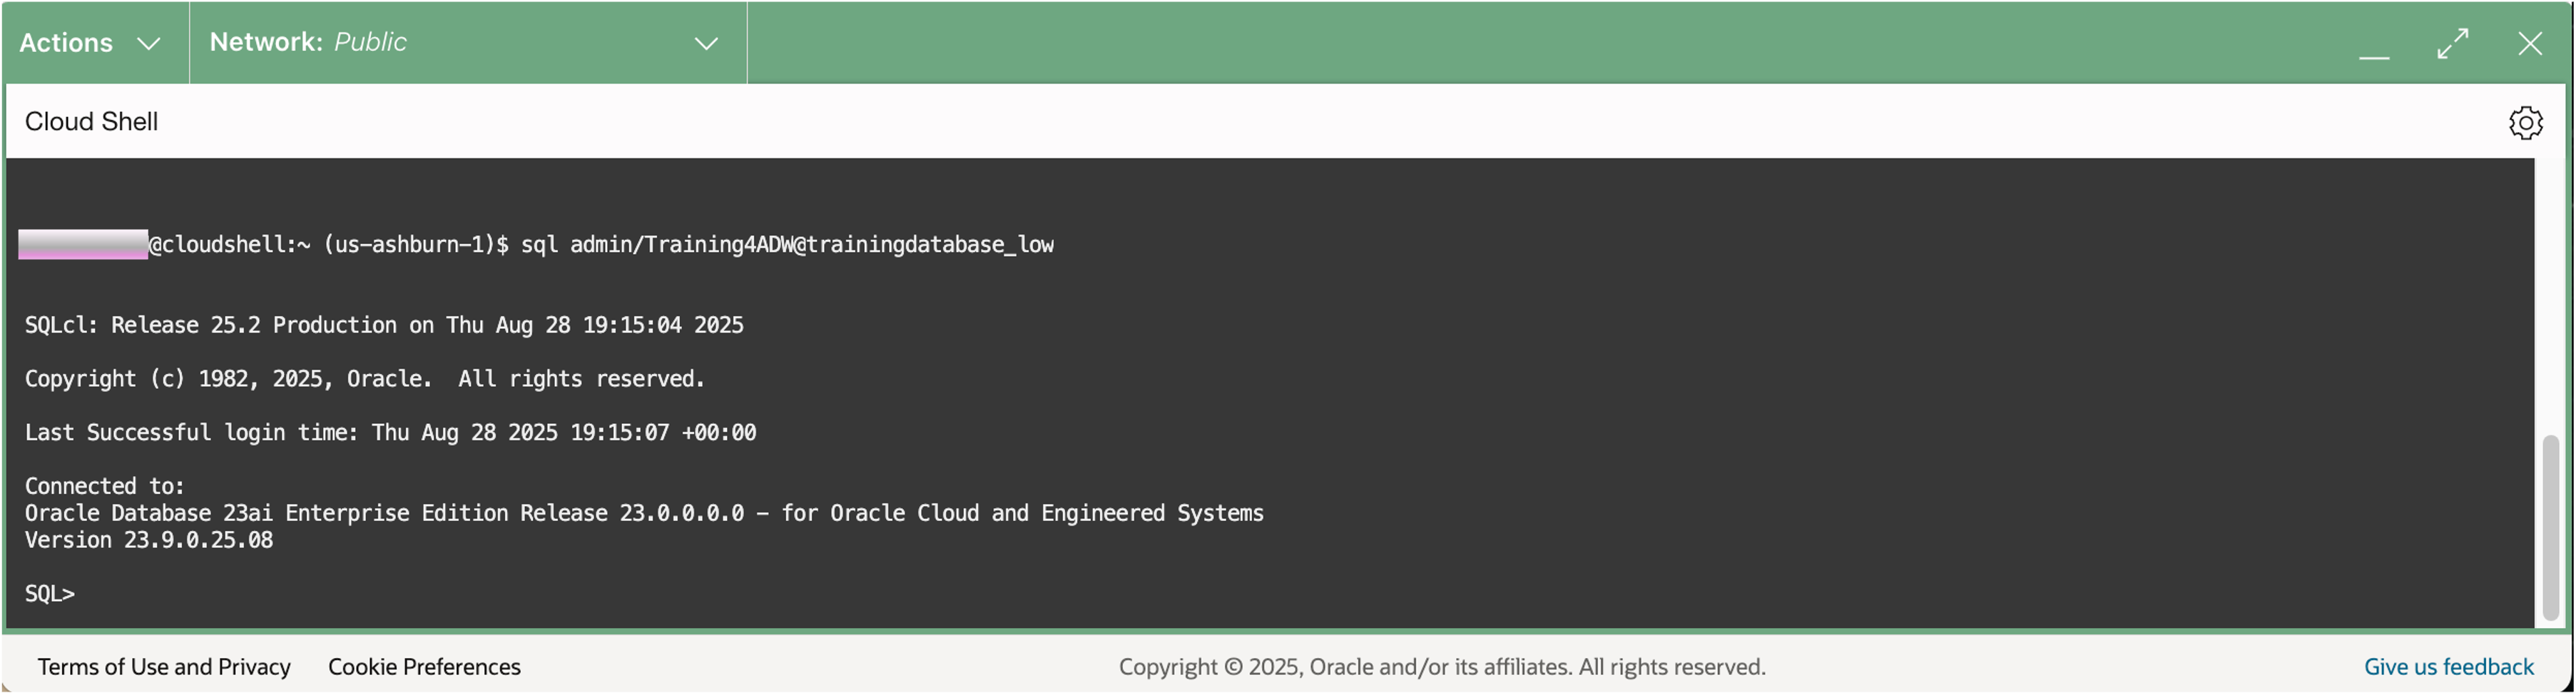 Actions Network: Public
Cloud Shell
@cloudshell:~ (us-ashburn-1)$ sql admin/Training4ADW@trainingdatabase_low
SQLcl: Release 25.2 Production on Thu Aug 28 19:15:04 2025
Copyright (c) 1982, 2025, Oracle.  All rights reserved.
Last Successful login time: Thu Aug 28 2025 19:15:07 +00:00
Connected to:
Oracle Database 23ai Enterprise Edition Release 23.0.0.0.0 – for Oracle Cloud and Engineered Systems
Version 23.9.0.25.08
SQL>
Terms of Use and Privacy Cookie Preferences Copyright © 2025, Oracle and/or its affiliates. All rights reserved. Give us feedback